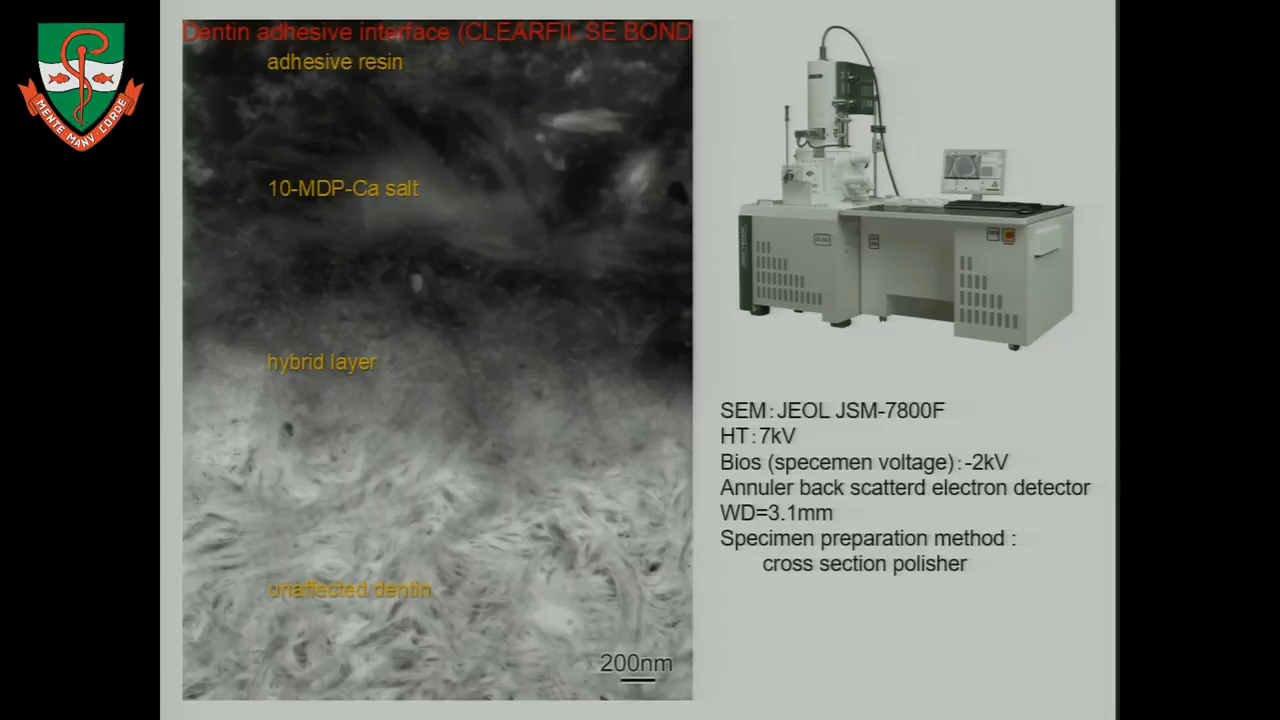 MENTE MANV CORDE
Dentin adhesive interface (CLEARFIL SE BOND
adhesive resin
10-MDP-Ca salt
hybrid layer
unaffected dentin
200nm
SEM:JEOL JSM-7800F
HT:7kV
Bios (specemen voltage):-2kV
Annuler back scatterd electron detector
WD=3.1mm
Specimen preparation method :
cross section polisher